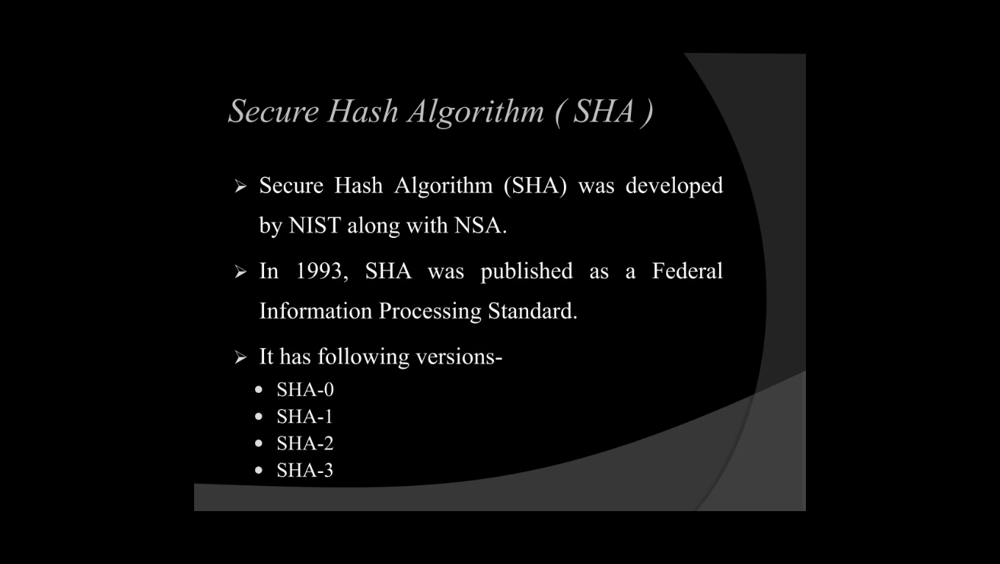 Secure Hash Algorithm ( SHA )
➢ Secure Hash Algorithm (SHA) was developed
by NIST along with NSA.
➢ In 1993, SHA was published as a Federal
Information Processing Standard.
➢ It has following versions-
• SHA-0
• SHA-1
• SHA-2
• SHA-3